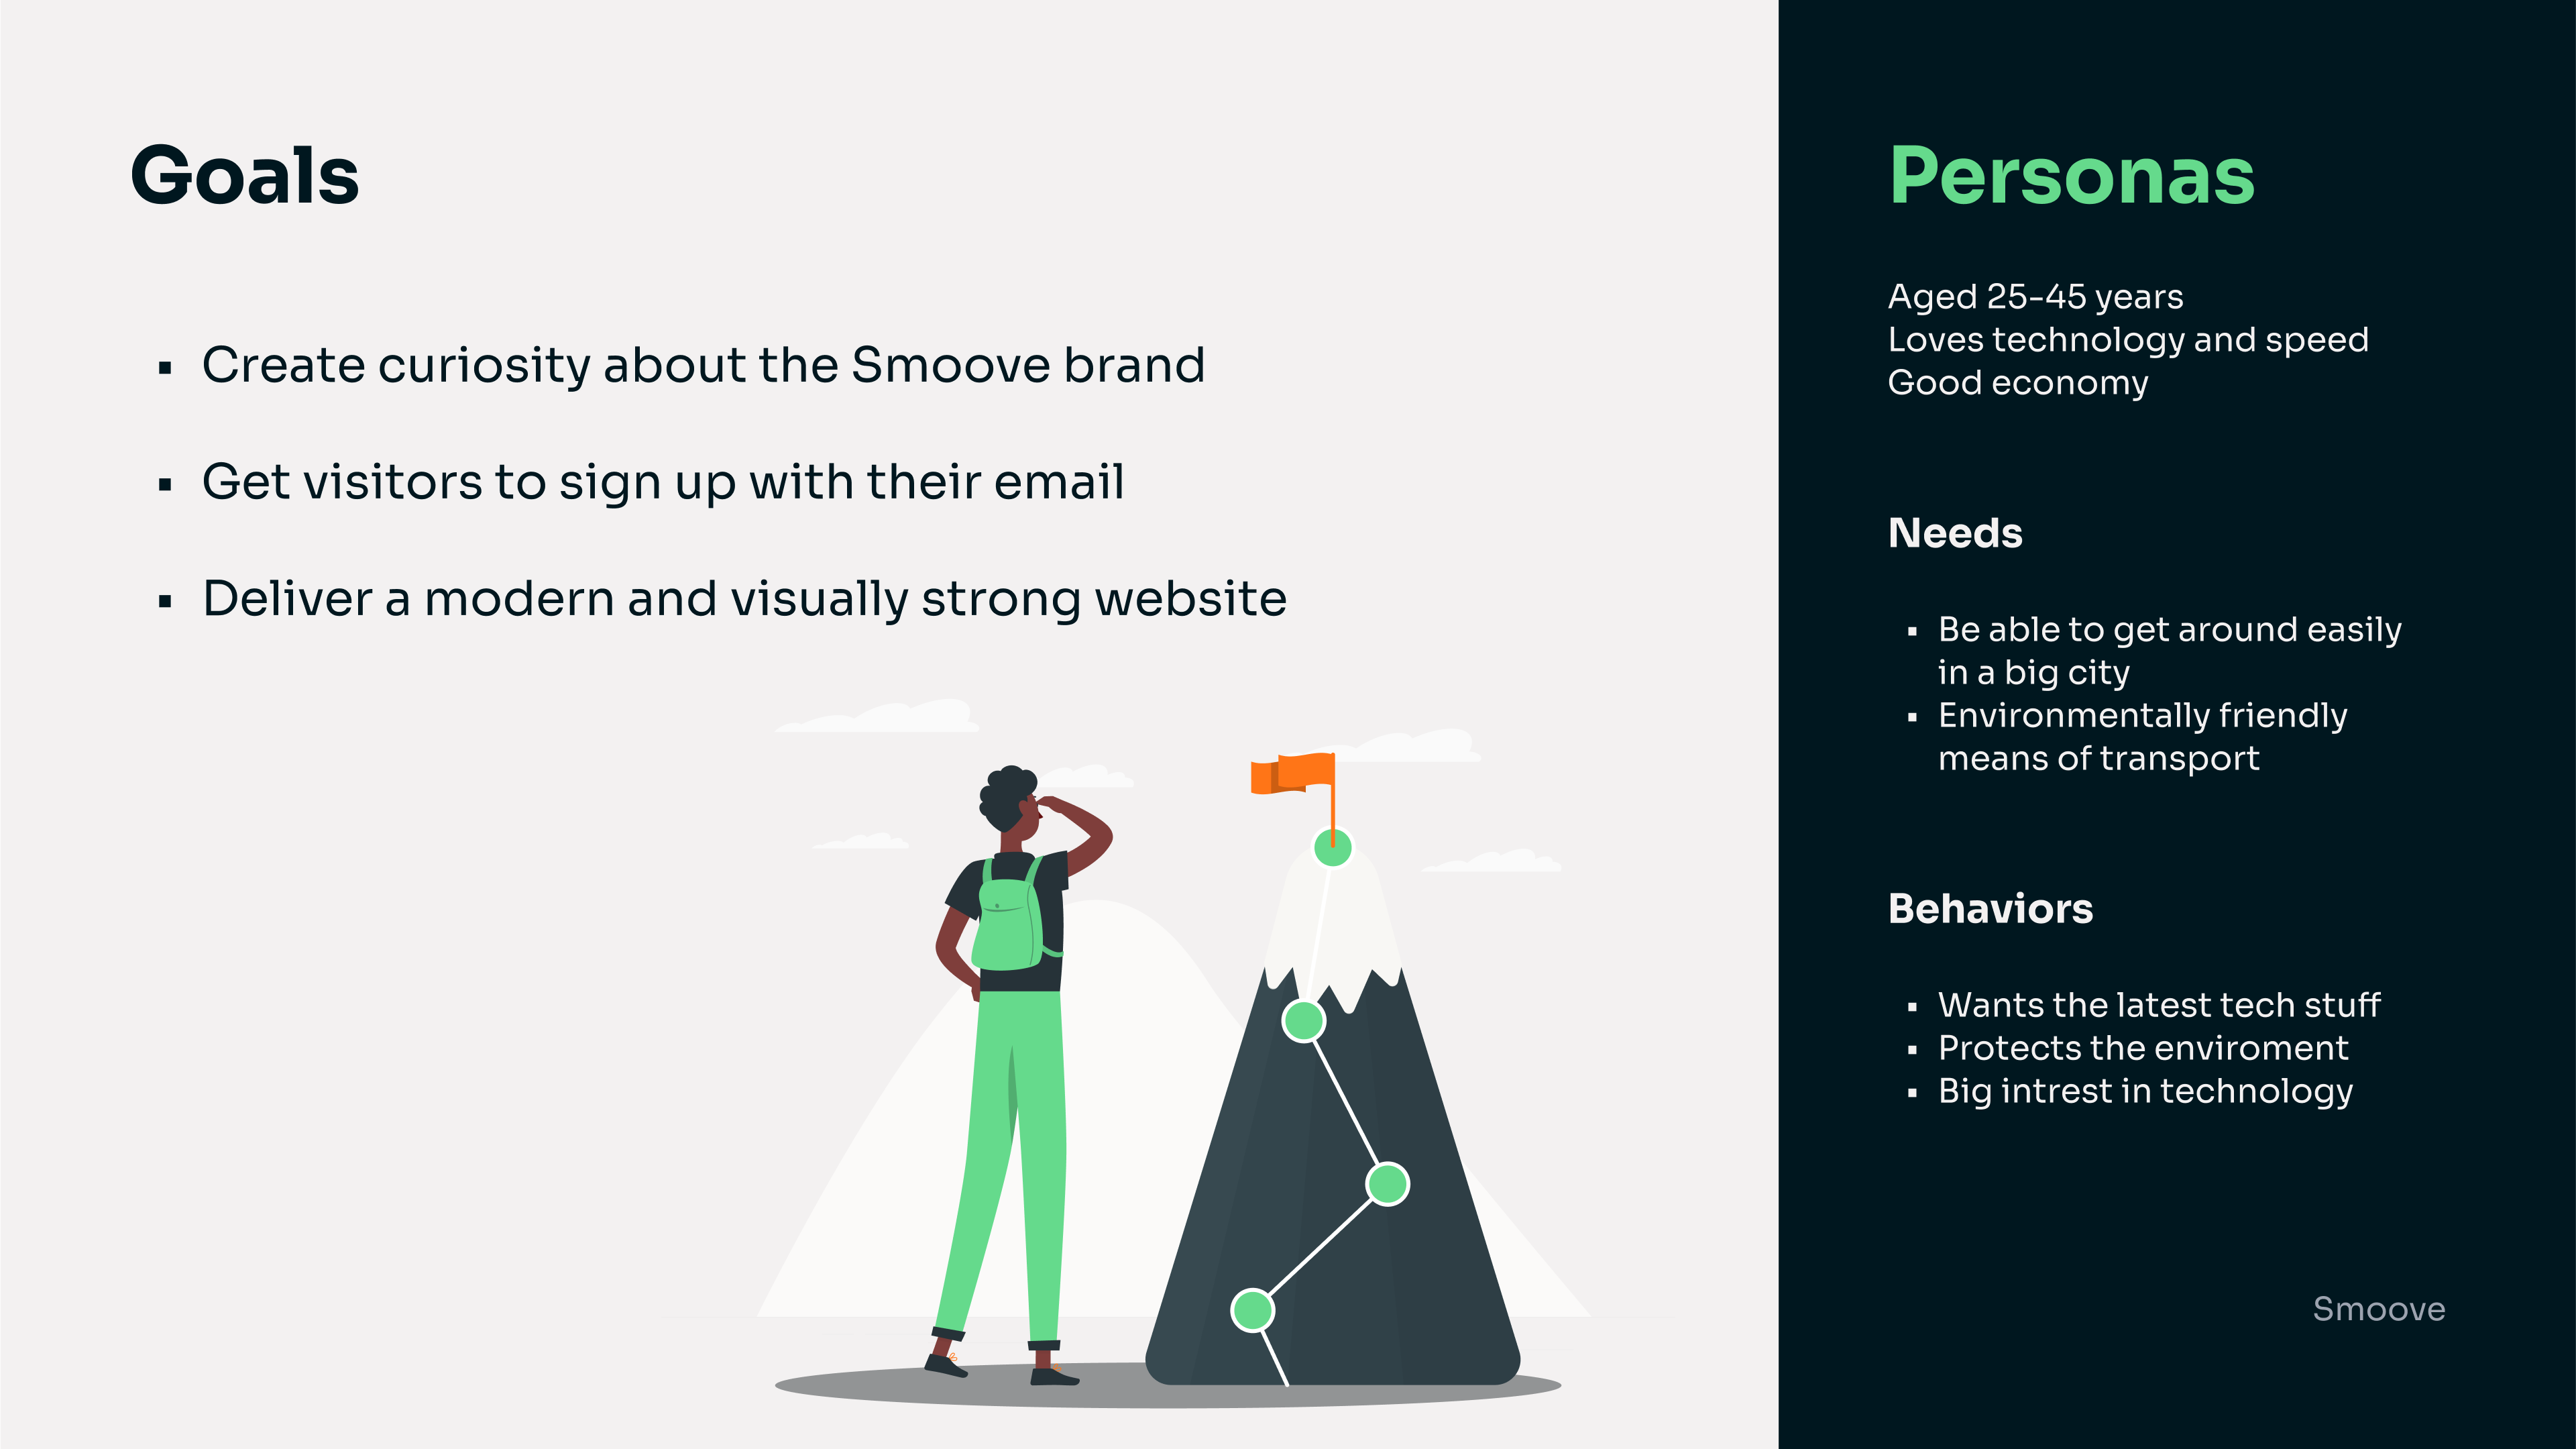 Goals
▪ Create curiosity about the Smoove brand
▪ Get visitors to sign up with their email
▪ Deliver a modern and visually strong website
Personas
Aged 25-45 years
Loves technology and speed
Good economy
Needs
▪ Be able to get around easily
in a big city
▪ Environmentally friendly
means of transport
Behaviors
▪ Wants the latest tech stuff
▪ Protects the enviroment
▪ Big intrest in technology
Smoove